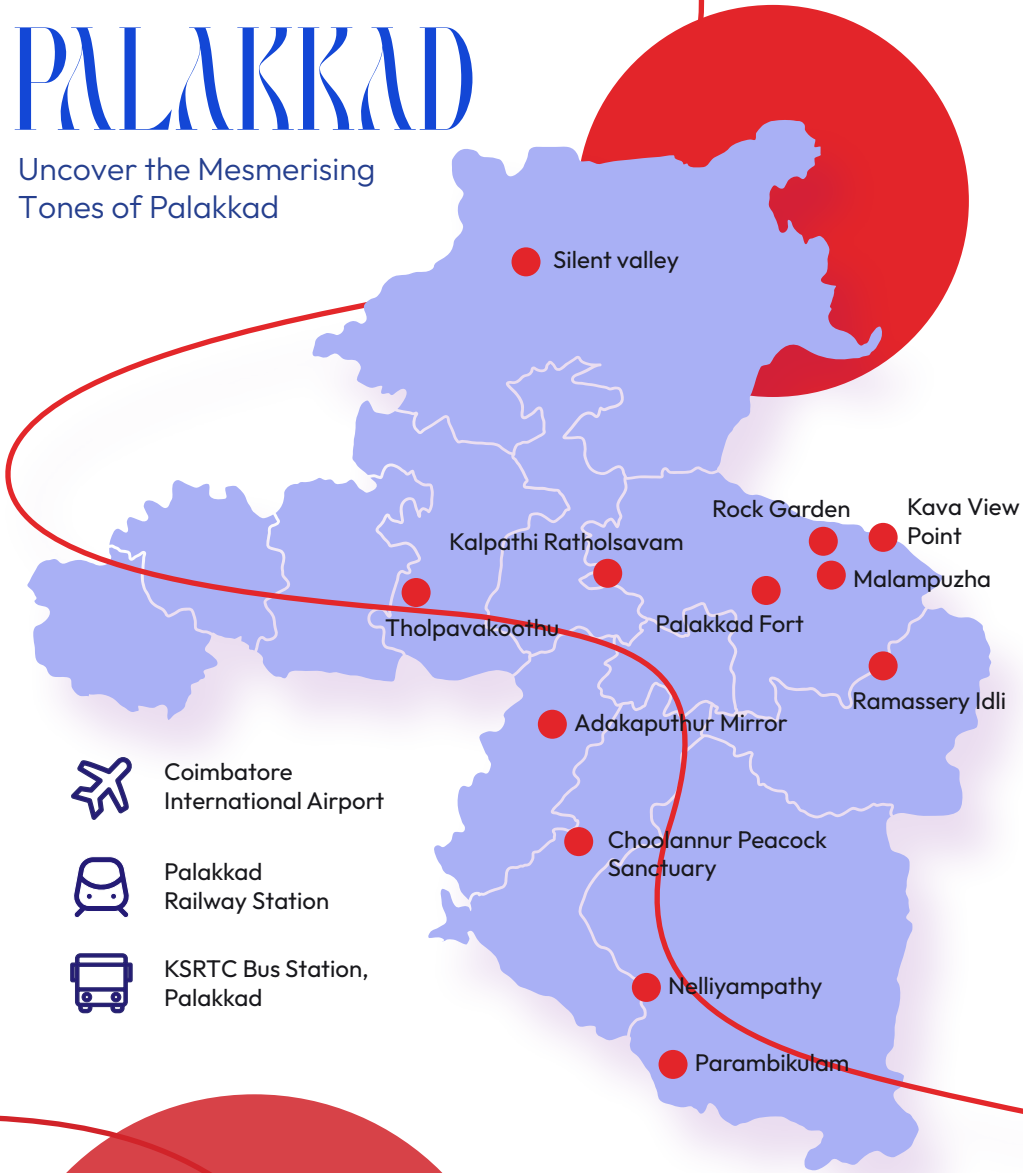 PALAKKAD
Uncover the Mesmerising
Tones of Palakkad
Silent valley
Rock Garden
Kava View
Point
Kalpathi Ratholsavam
Malampuzha
Tholpavakoothu
Palakkad Fort
Ramassery Idli
Adakaputhur Mirror
Coimbatore
International Airport
Choolannur Peacock
Sanctuary
Palakkad
Railway Station
KSRTC Bus Station,
Palakkad
Nelliyampathy
Parambikulam